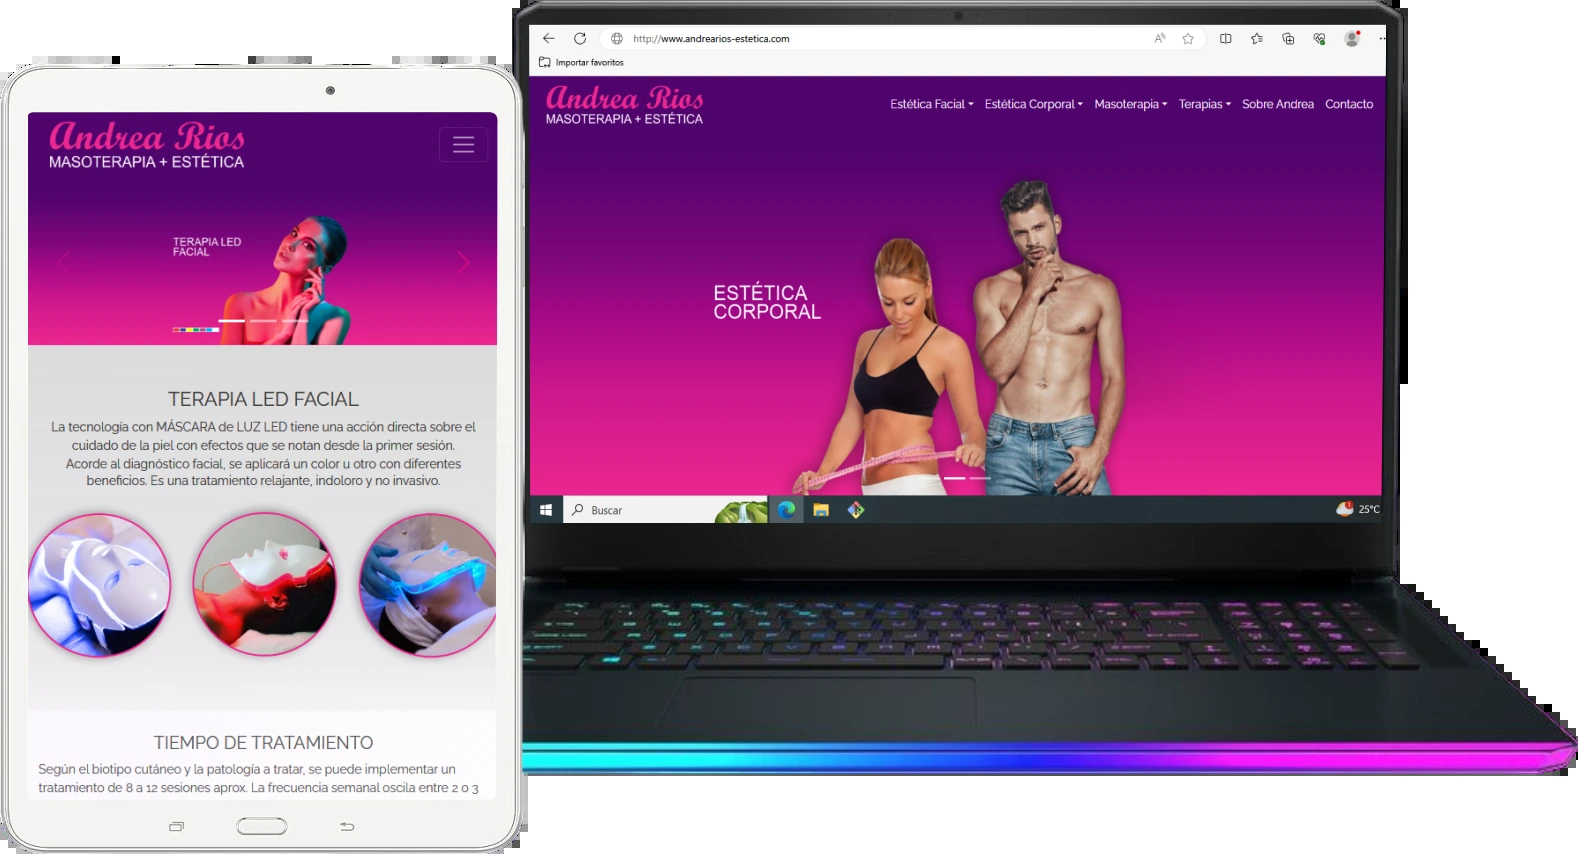 Andrea Rios
MASOTERAPIA + ESTÉTICA
TERAPIA LED
FACIAL
TERAPIA LED FACIAL
La tecnología con MÁSCARA de LUZ LED tiene una acción directa sobre el
cuidado de la piel con efectos que se notan desde la primer sesión.
Acorde al diagnóstico facial, se aplicará un color u otro con diferentes
beneficios. Es una tratamiento relajante, indoloro y no invasivo.
TIEMPO DE TRATAMIENTO
Según el biotipo cutáneo y la patología a tratar, se puede implementar un
tratamiento de 8 a 12 sesiones aprox. La frecuencia semanal oscila entre 2 o 3
http://www.andrearios-estetica.com
Importar favoritos
Andrea Rios
MASOTERAPIA + ESTÉTICA
Estética Facial
Estética Corporal
Masoterapia
Terapias
Sobre Andrea
Contacto
ESTÉTICA
CORPORAL
Buscar
25°C